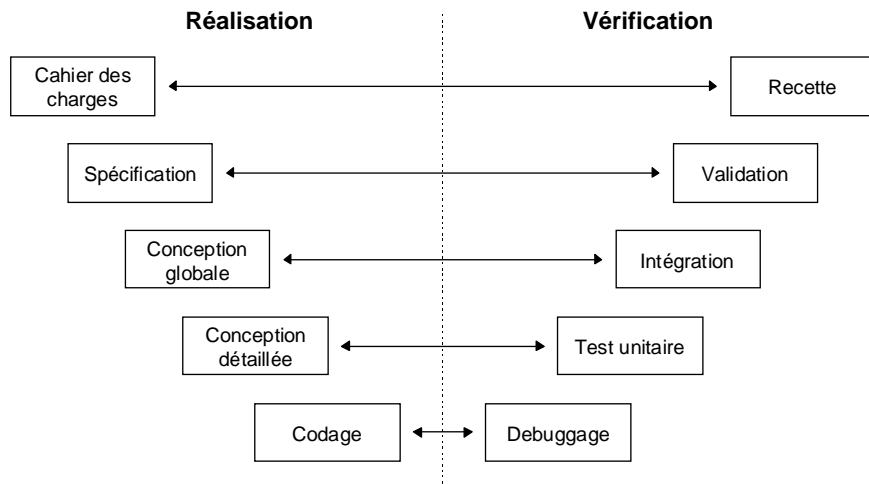 Réalisation
Vérification
Cahier des
charges
Recette
Spécification
Validation
Conception
globale
Intégration
Conception
détaillée
Test unitaire
Codage
Debuggage